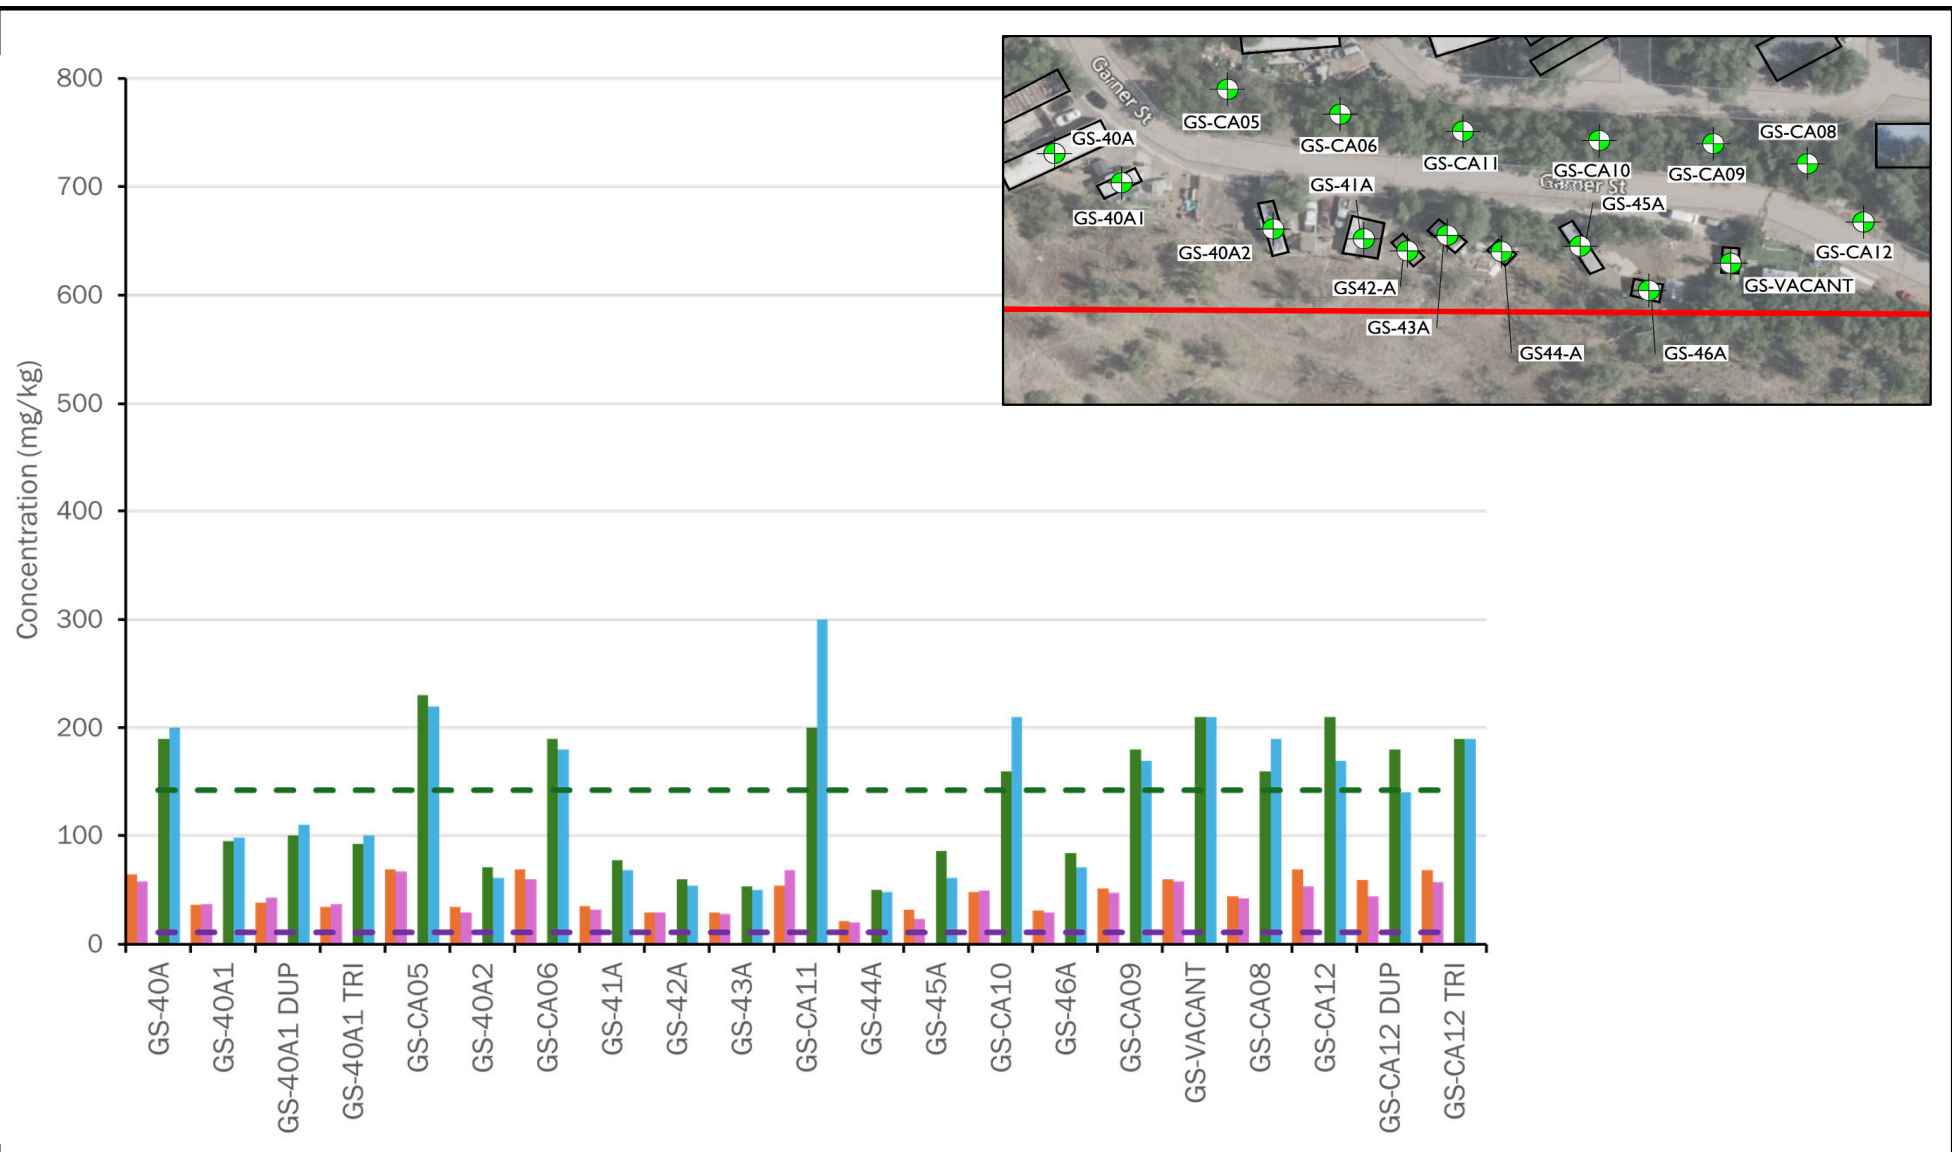 800
700
600
500
400
300
200
100
0
Concentration (mg/kg)
GS-40A
GS-40A1
GS-40A1 DUP
GS-40A1 TRI
GS-CA05
GS-40A2
GS-CA06
GS-41A
GS-42A
GS-43A
GS-CA11
GS-44A
GS-45A
GS-CA10
GS-46A
GS-CA09
GS-VACANT
GS-CA08
GS-CA12
GS-CA12 DUP
GS-CA12 TRI
Garner St
GS-CA05
GS-40A
GS-CA06
GS-CA08
GS-CA11
GS-CA10
GS-CA09
Garner St
GS-41A
GS-45A
GS-40A1
GS-40A2
GS-CA12
GS42-A
GS-VACANT
GS-43A
GS44-A
GS-46A